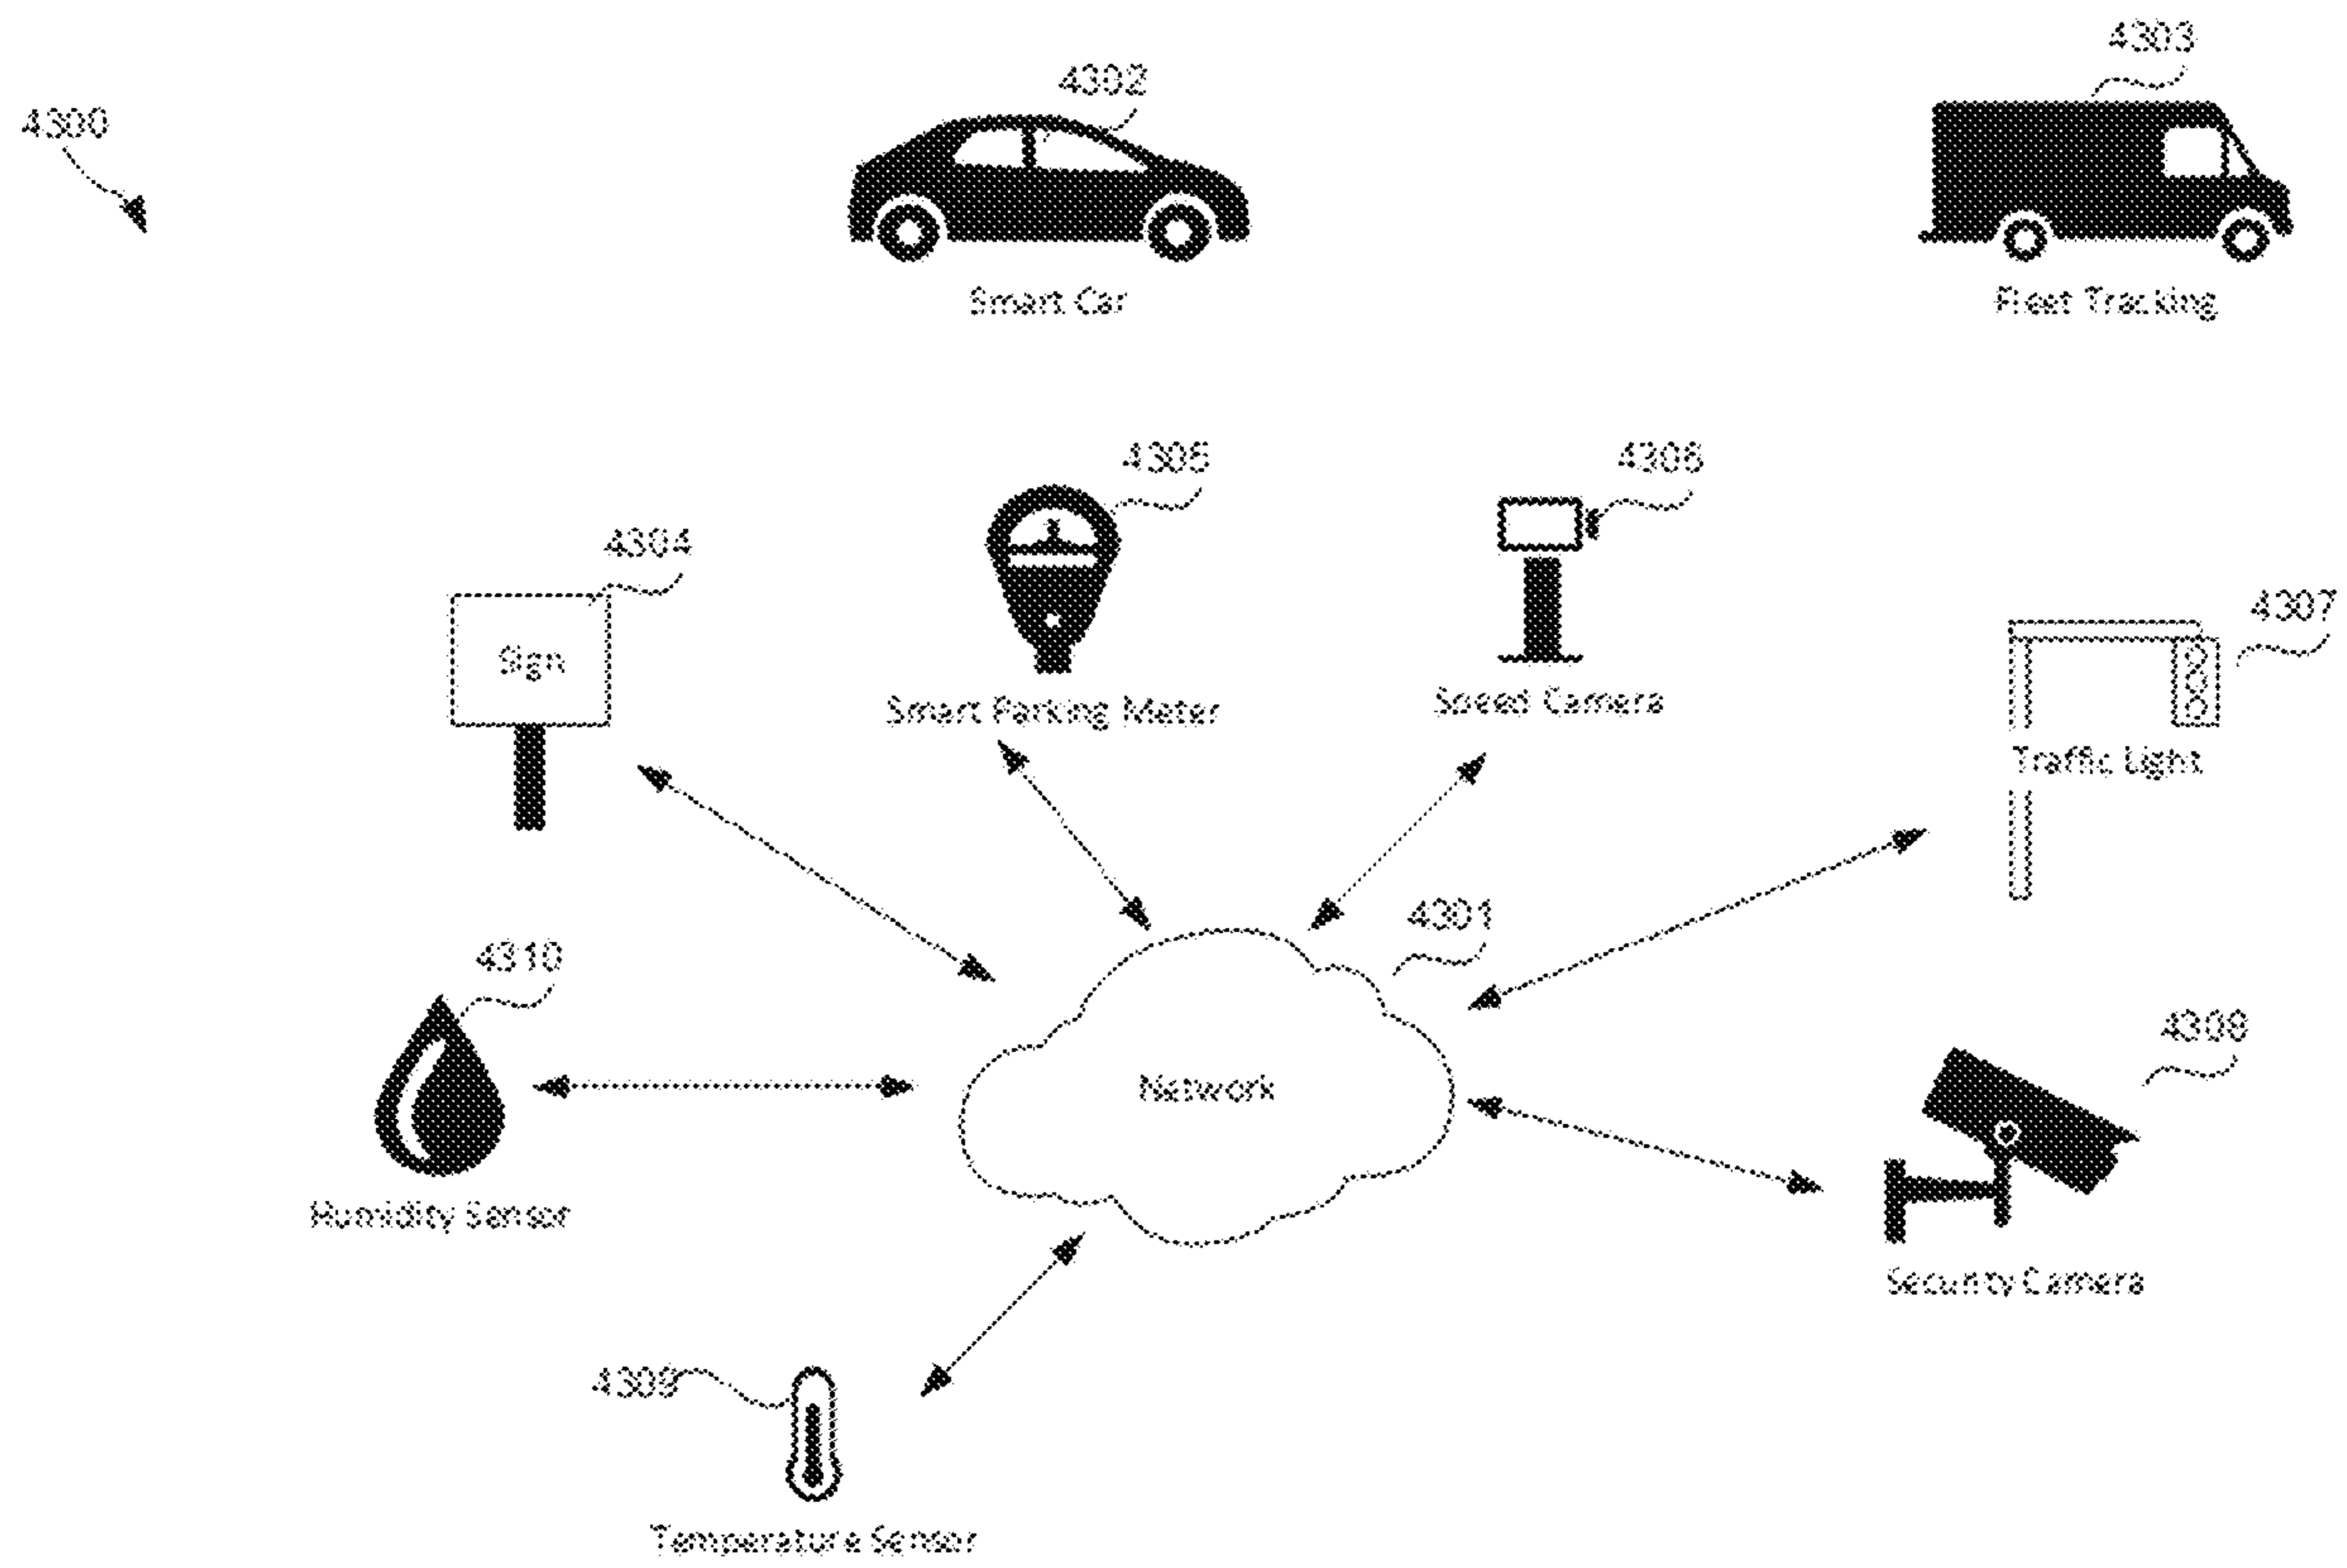 4303
4302
4300
Smart Car
Fleet Tracking
4305
4306
4304
4307
Sign
Smart Parking Meter
Speed Camera
Traffic Light
4301
4310
4309
Network
Humidity Sensor
Security Camera
4309
Temperature Sensor